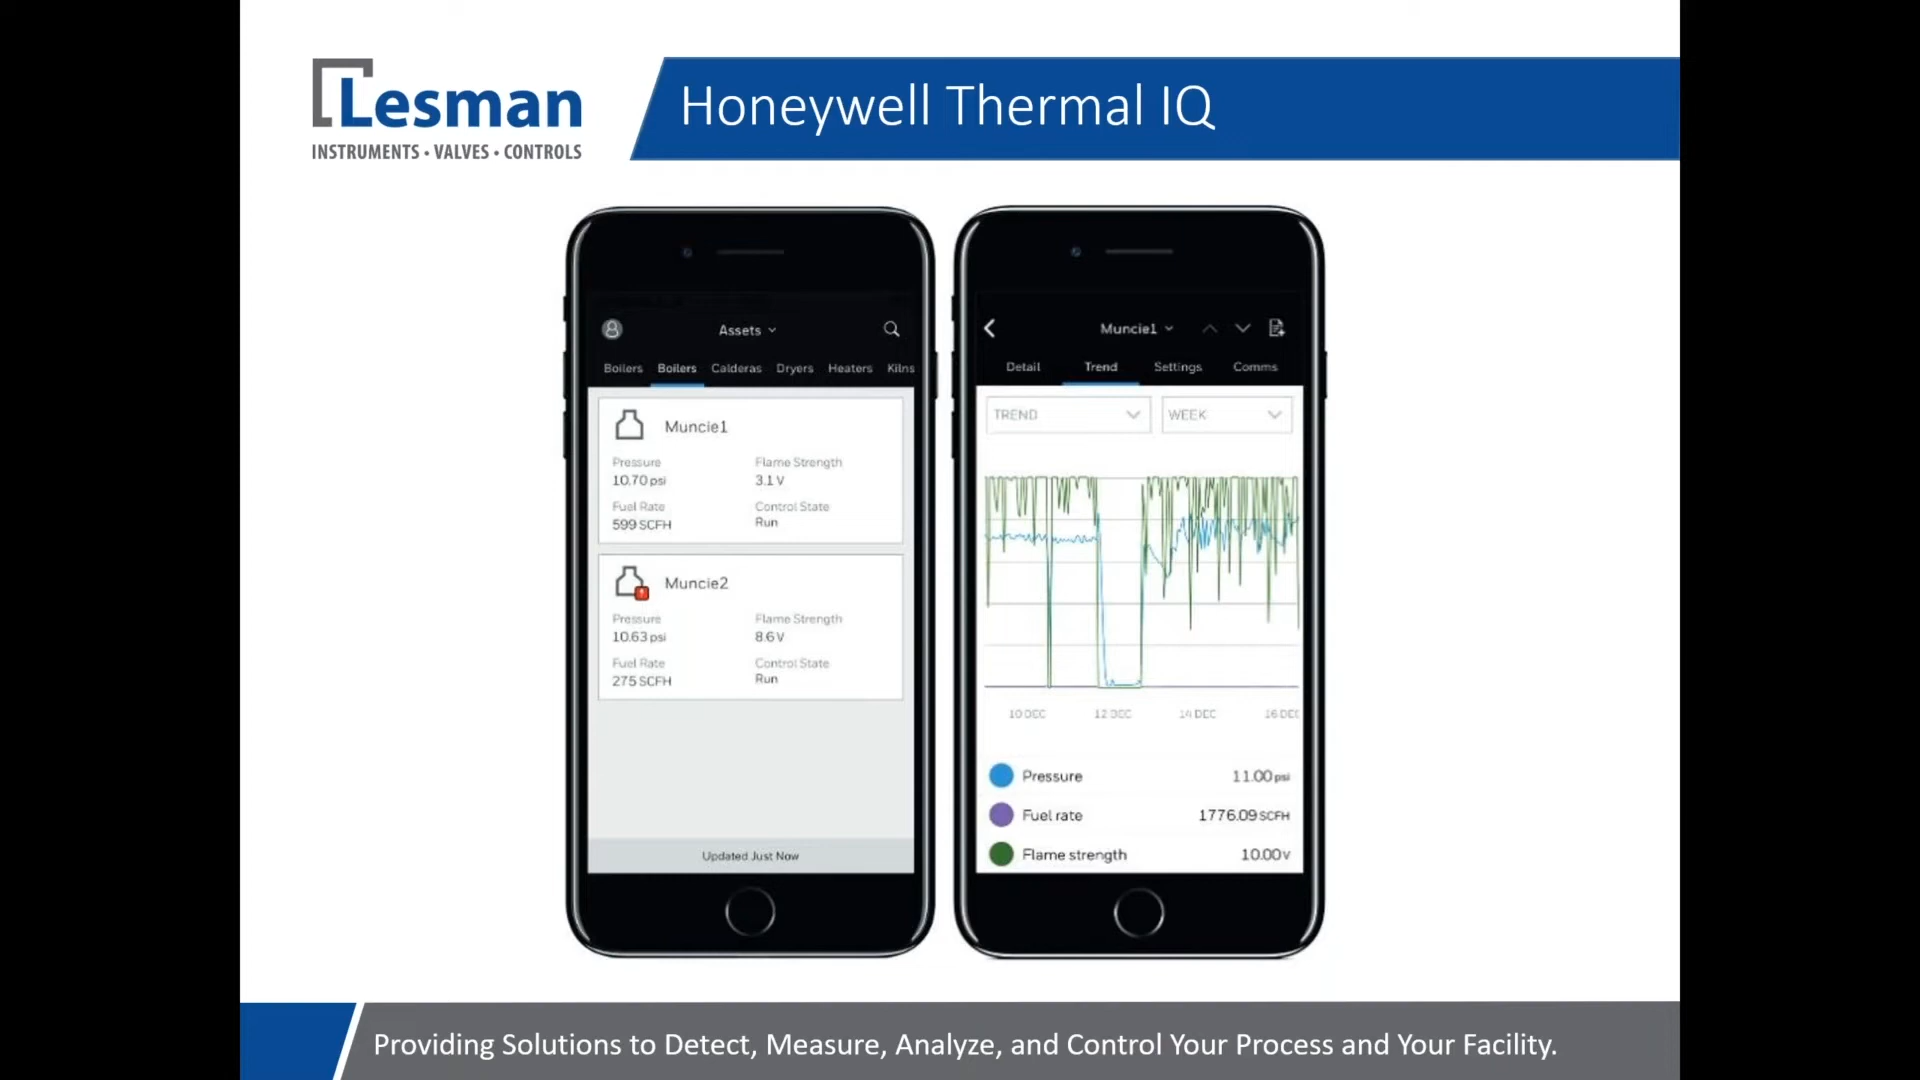 Lesman
INSTRUMENTS • VALVES • CONTROLS
Honeywell Thermal IQ
Assets
Boilers Boilers Calderas Dryers Heaters Kilns
Muncie1
Pressure Flame Strength
10.70 psi 3.1 V
Fuel Rate Control State
599 SCFH Run
Muncie2
Pressure Flame Strength
10.63 psi 8.6 V
Fuel Rate Control State
275 SCFH Run
Updated Just Now
Muncie1
Detail Trend Settings Comms
TREND WEEK
10 DEC 12 DEC 14 DEC 16 DEC
Pressure 11.00 psi
Fuel rate 1776.09 SCFH
Flame strength 10.00 V
Providing Solutions to Detect, Measure, Analyze, and Control Your Process and Your Facility.